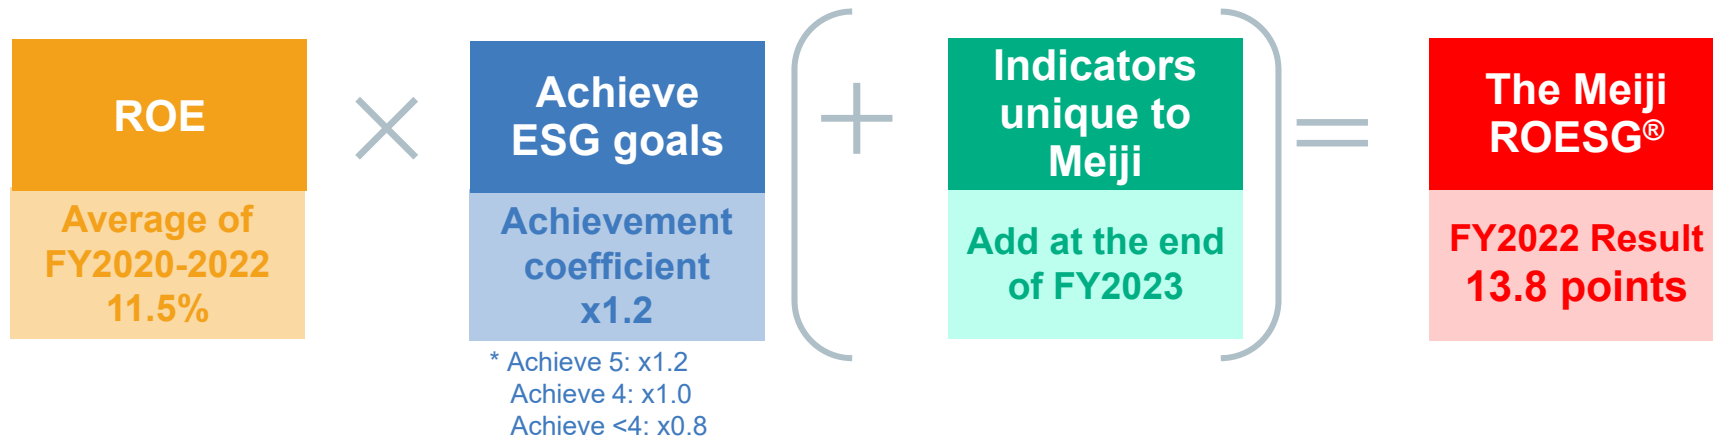 ROE
Average of
FY2020-2022
11.5%
×
Achieve
ESG goals
Achievement
coefficient
x1.2
* Achieve 5: x1.2
Achieve 4: x1.0
Achieve <4: x0.8
(
+
Indicators
unique to
Meiji
Add at the end
of FY2023
)
=
The Meiji
ROESG®
FY2022 Result
13.8 points